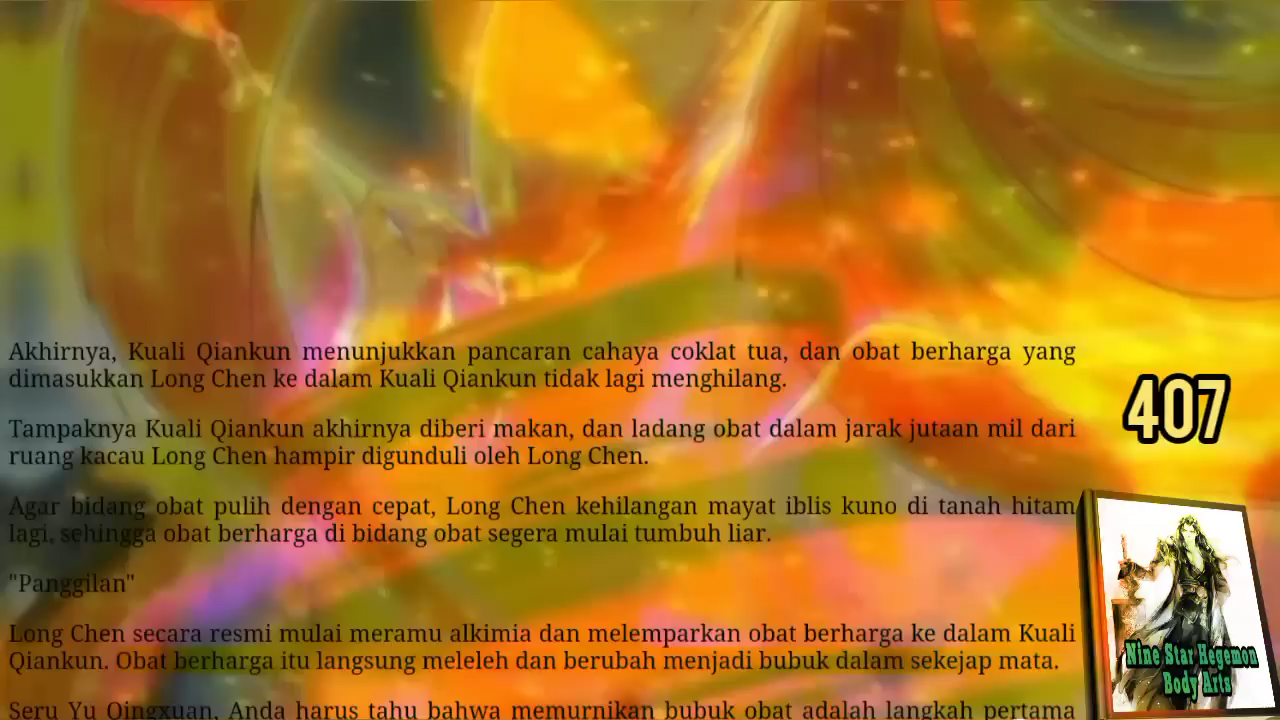 Akhirnya, Kuali Qiankun menunjukkan pancaran cahaya coklat tua, dan obat berharga yang
dimasukkan Long Chen ke dalam Kuali Qiankun tidak lagi menghilang.
Tampaknya Kuali Qiankun akhirnya diberi makan, dan ladang obat dalam jarak jutaan mil dari
ruang kacau Long Chen hampir digunduli oleh Long Chen.
Agar bidang obat pulih dengan cepat, Long Chen kehilangan mayat iblis kuno di tanah hitam
lagi, sehingga obat berharga di bidang obat segera mulai tumbuh liar.
"Panggilan"
Long Chen secara resmi mulai meramu alkimia dan melemparkan obat berharga ke dalam Kuali
Qiankun. Obat berharga itu langsung meleleh dan berubah menjadi bubuk dalam sekejap mata.
Seru Yu Qingxuan, Anda harus tahu bahwa memurnikan bubuk obat adalah langkah pertama
407
Nine Star Hegemon
Body Arts